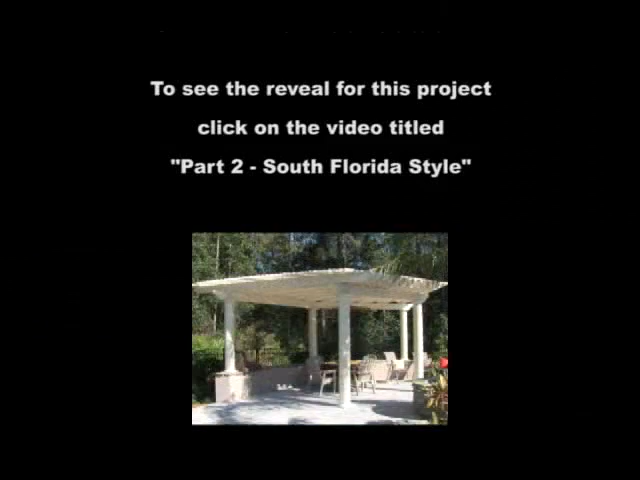 To see the reveal for this project
click on the video titled
"Part 2 - South Florida Style"